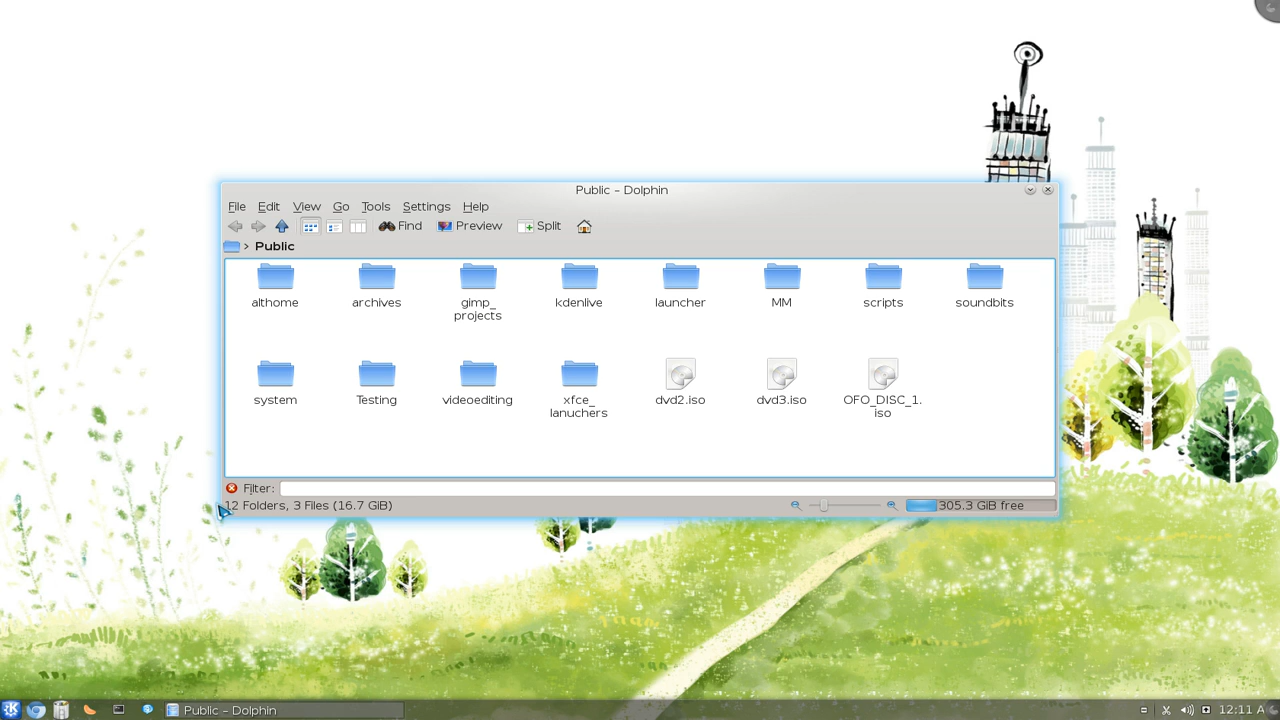 Public – Dolphin
File Edit View Go Tools Settings Help
Find Preview Split
> Public
althome archives gimp_ kdenlive launcher MM scripts soundbits
projects
system Testing videoediting xfce_ dvd2.iso dvd3.iso OFO_DISC_1.
lanuchers iso
Filter:
12 Folders, 3 Files (16.7 GiB) 305.3 GiB free
Public – Dolphin 12:11 A